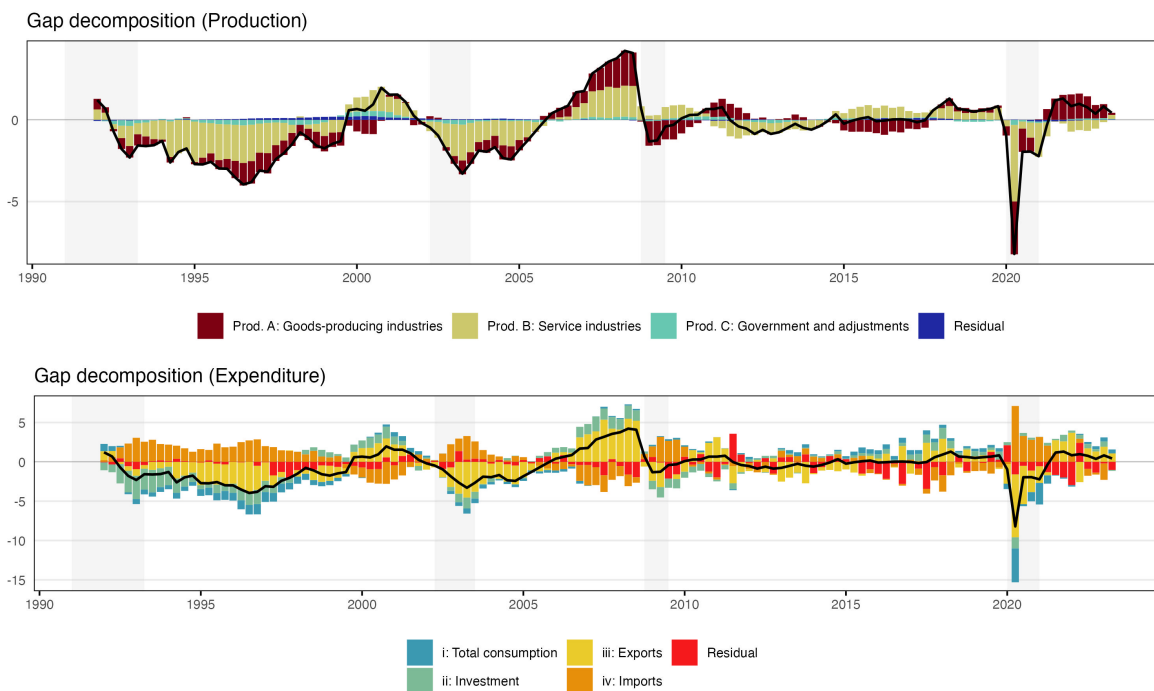 Gap decomposition (Production)
0
-5
1990 1995 2000 2005 2010 2015 2020
Prod. A: Goods-producing industries Prod. B: Service industries Prod. C: Government and adjustments Residual
Gap decomposition (Expenditure)
5
0
-5
-10
-15
1990 1995 2000 2005 2010 2015 2020
i: Total consumption iii: Exports Residual
ii: Investment iv: Imports